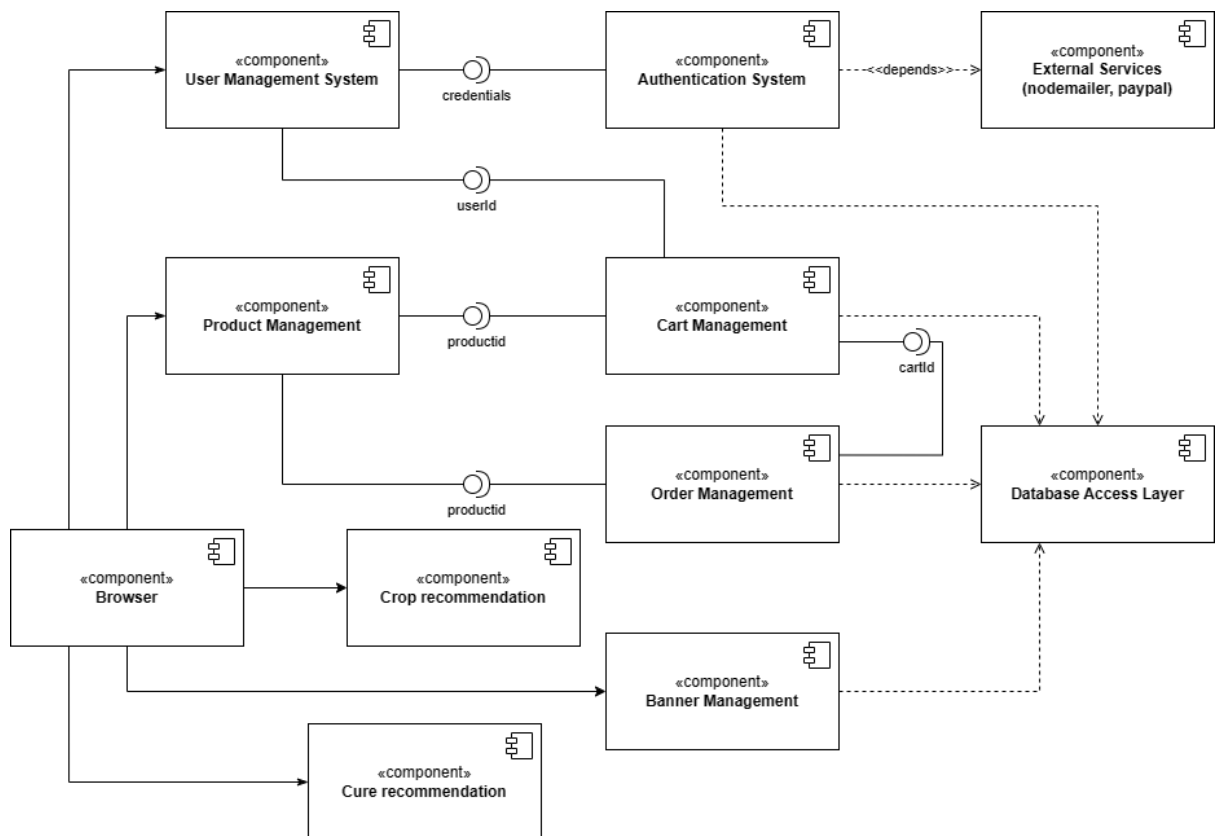 «component»
User Management System
«component»
Authentication System
«component»
External Services
(nodemailer, paypal)
<<depends>>
credentials
userId
«component»
Product Management
«component»
Cart Management
productid
cartId
«component»
Order Management
«component»
Database Access Layer
productid
«component»
Browser
«component»
Crop recommendation
«component»
Banner Management
«component»
Cure recommendation